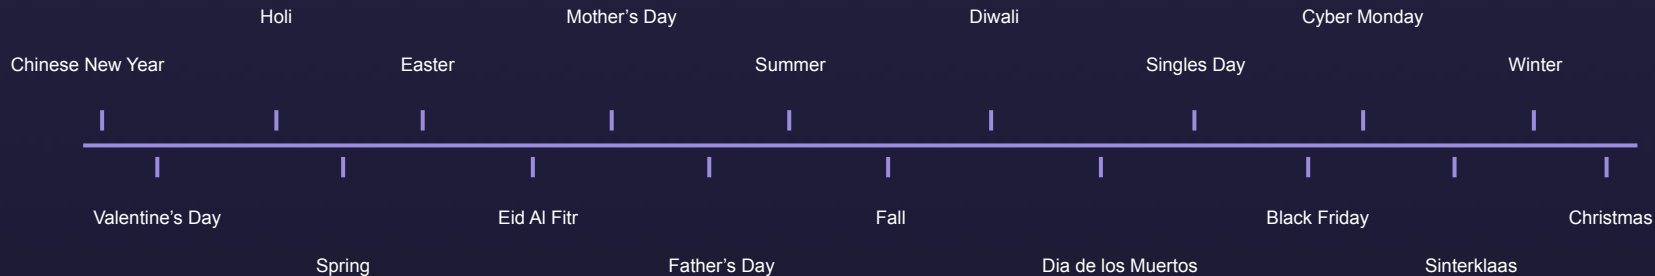 Holi
Mother’s Day
Diwali
Cyber Monday
Chinese New Year
Easter
Summer
Singles Day
Winter
Valentine’s Day
Eid Al Fitr
Fall
Black Friday
Christmas
Spring
Father’s Day
Dia de los Muertos
Sinterklaas